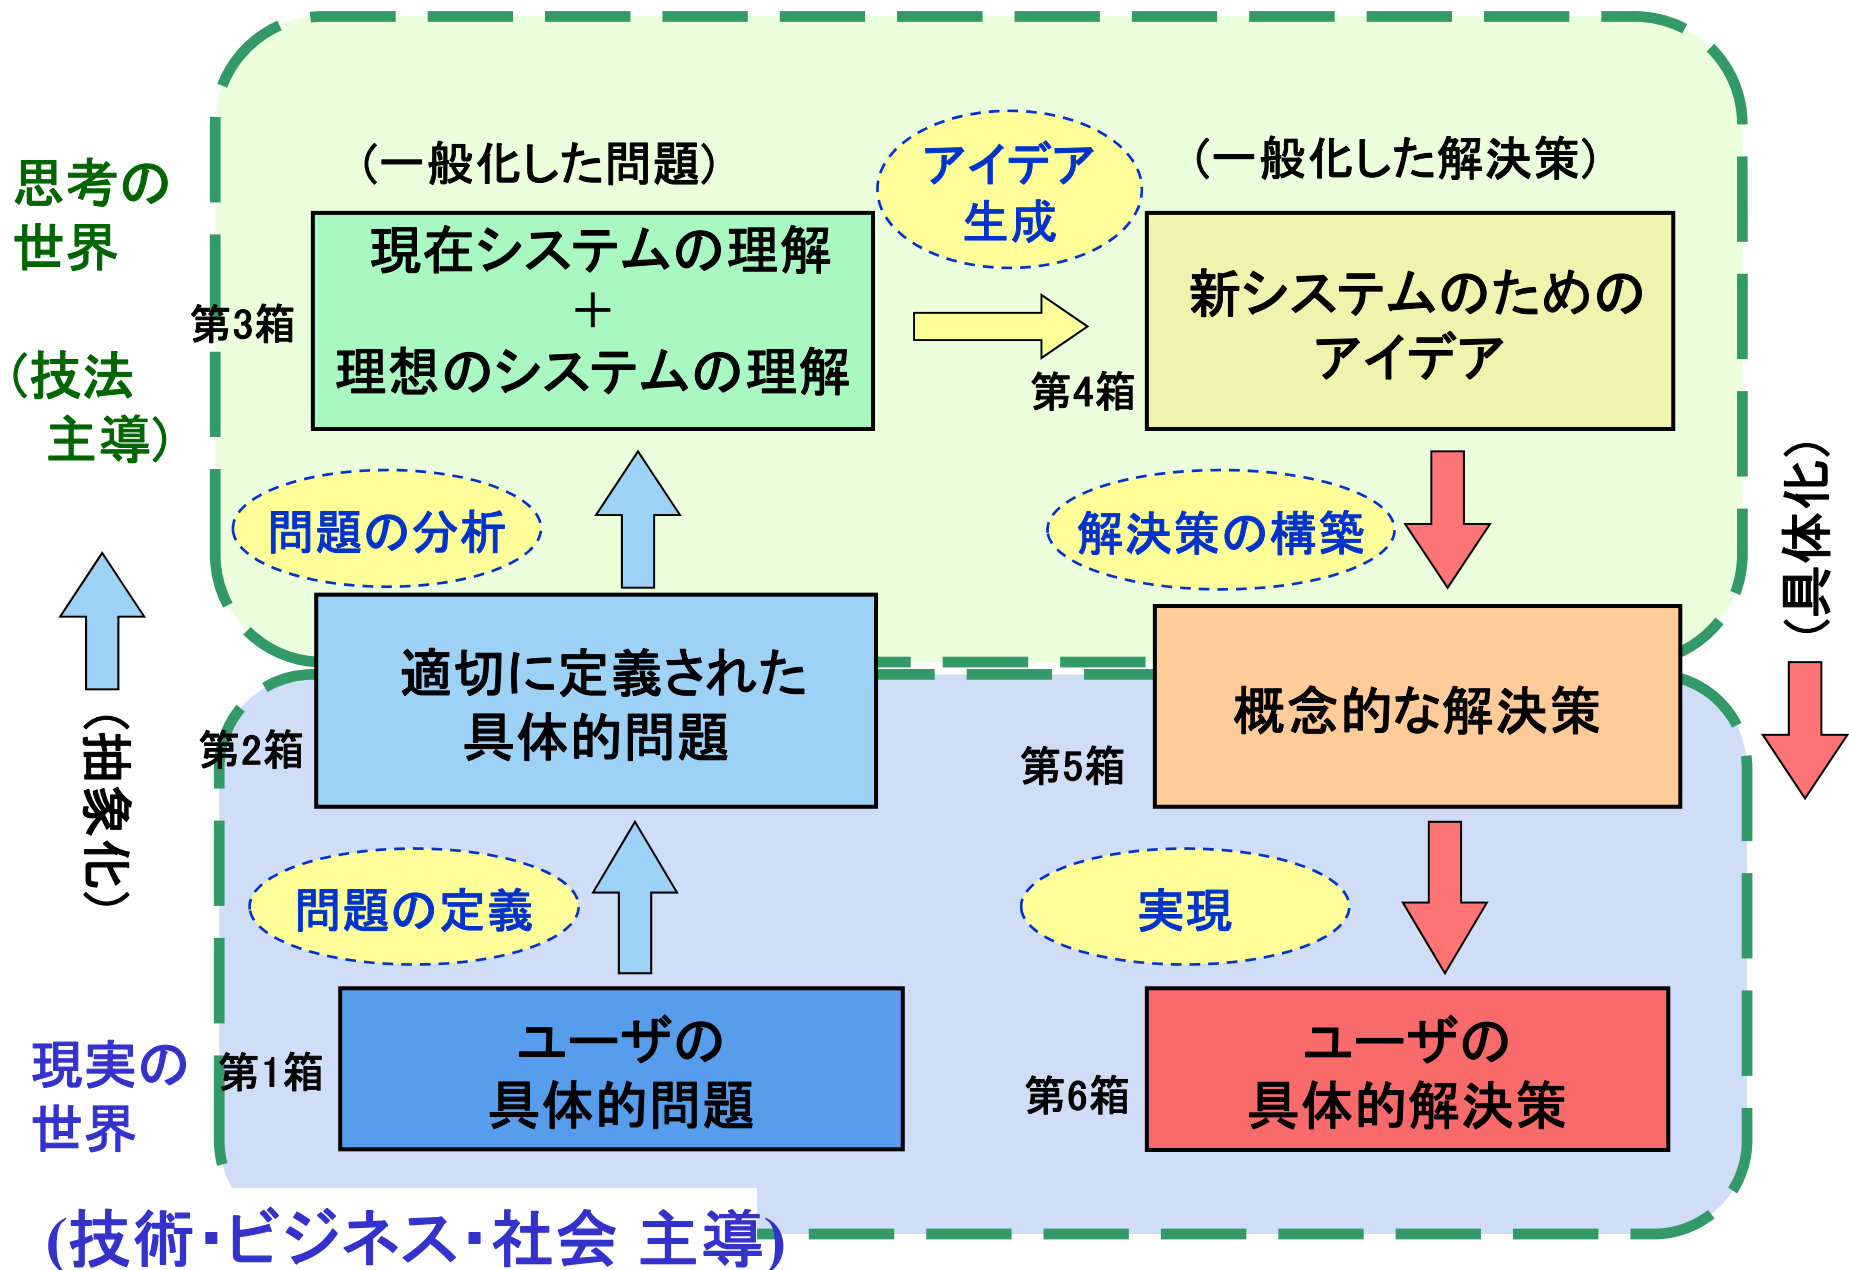 思考の
世界
(技法
主導)
(一般化した問題)
アイデア
生成
(一般化した解決策)
現在システムの理解
+
理想のシステムの理解
第3箱
新システムのための
アイデア
第4箱
問題の分析
解決策の構築
(具体化)
適切に定義された
具体的問題
第2箱
概念的な解決策
第5箱
(抽象化)
問題の定義
実現
現実の
世界
第1箱
ユーザの
具体的問題
第6箱
ユーザの
具体的解決策
(技術・ビジネス・社会 主導)